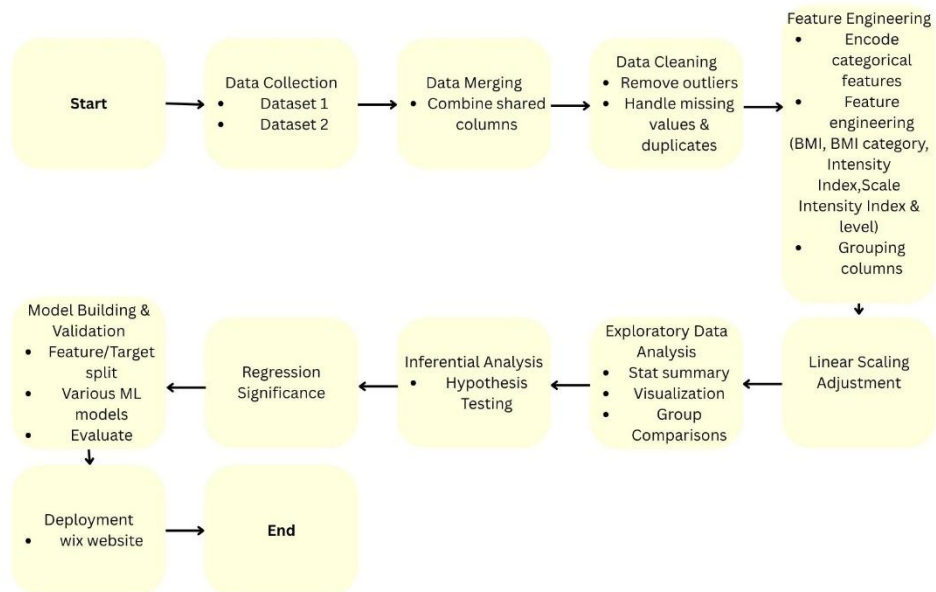 Start
Data Collection
• Dataset 1
• Dataset 2
Data Merging
• Combine shared
columns
Data Cleaning
• Remove outliers
• Handle missing
values &
duplicates
Feature Engineering
• Encode
categorical
features
• Feature
engineering
(BMI, BMI category,
Intensity
Index,Scale
Intensity Index &
level)
• Grouping
columns
Linear Scaling
Adjustment
Exploratory Data
Analysis
• Stat summary
• Visualization
• Group
Comparisons
Inferential Analysis
• Hypothesis
Testing
Regression
Significance
Model Building &
Validation
• Feature/Target
split
• Various ML
models
• Evaluate
Deployment
• wix website
End